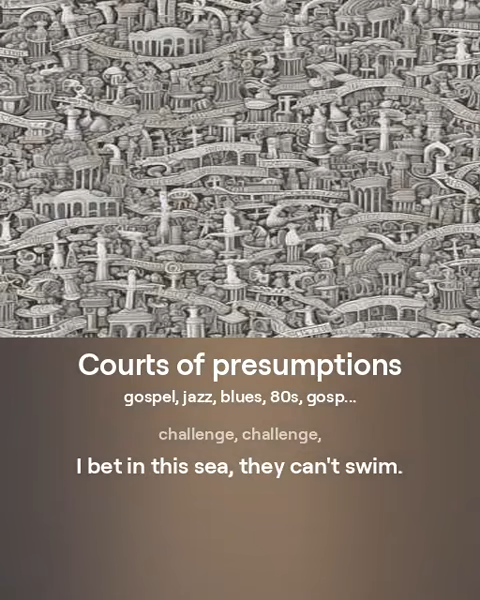 Courts of presumptions
gospel, jazz, blues, 80s, gosp...
challenge, challenge,
I bet in this sea, they can't swim.